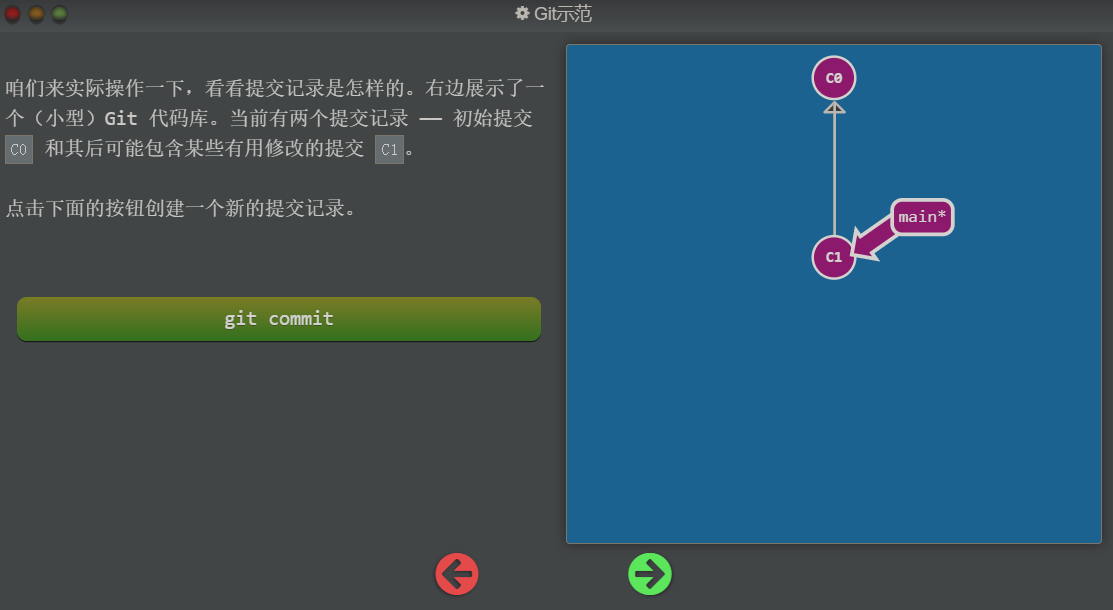 Git示范
咱们来实际操作一下，看看提交记录是怎样的。右边展示了一
个（小型）Git 代码库。当前有两个提交记录 —— 初始提交
C0 和其后可能包含某些有用修改的提交 C1。
点击下面的按钮创建一个新的提交记录。
git commit
C0
main*
C1